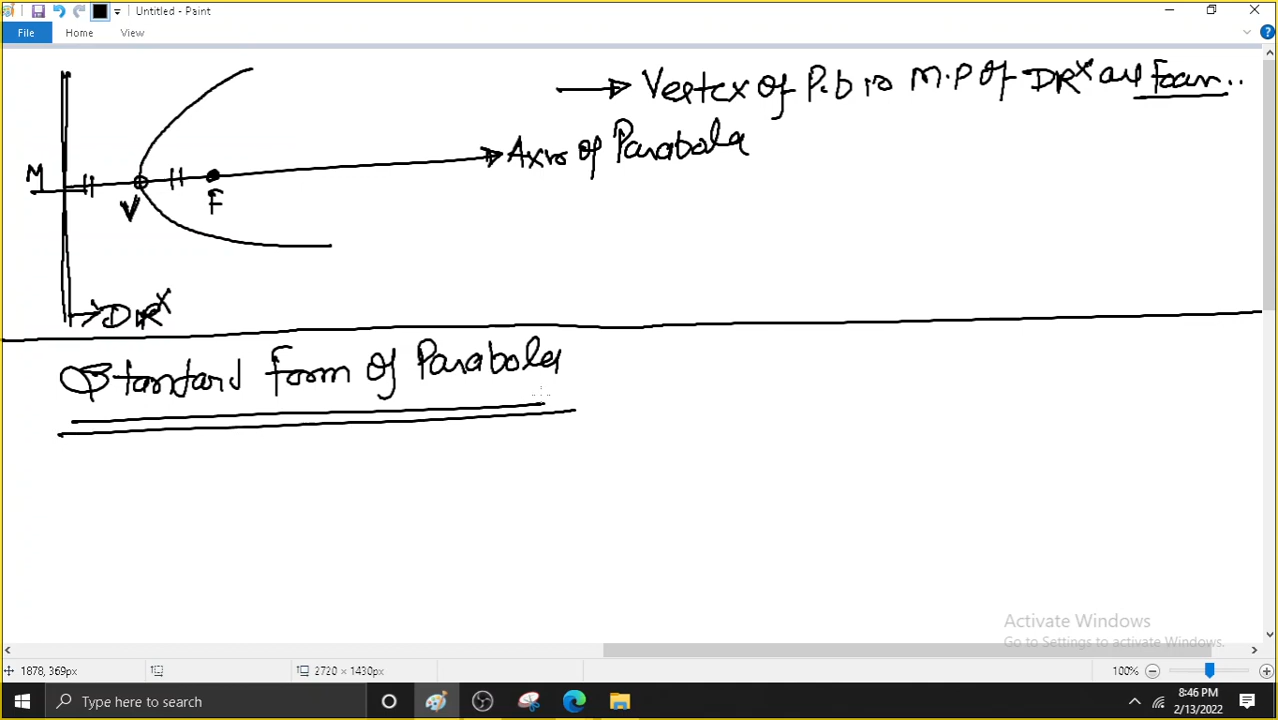 Untitled - Paint
File Home View
Vertex of P.b is M.P of DRx and Focus..
Axis of Parabola
M
V
F
DRx
Standard Form of Parabola
Activate Windows
Go to Settings to activate Windows.
1878, 369px
2720 × 1430px
100%
Type here to search
8:46 PM
2/13/2022